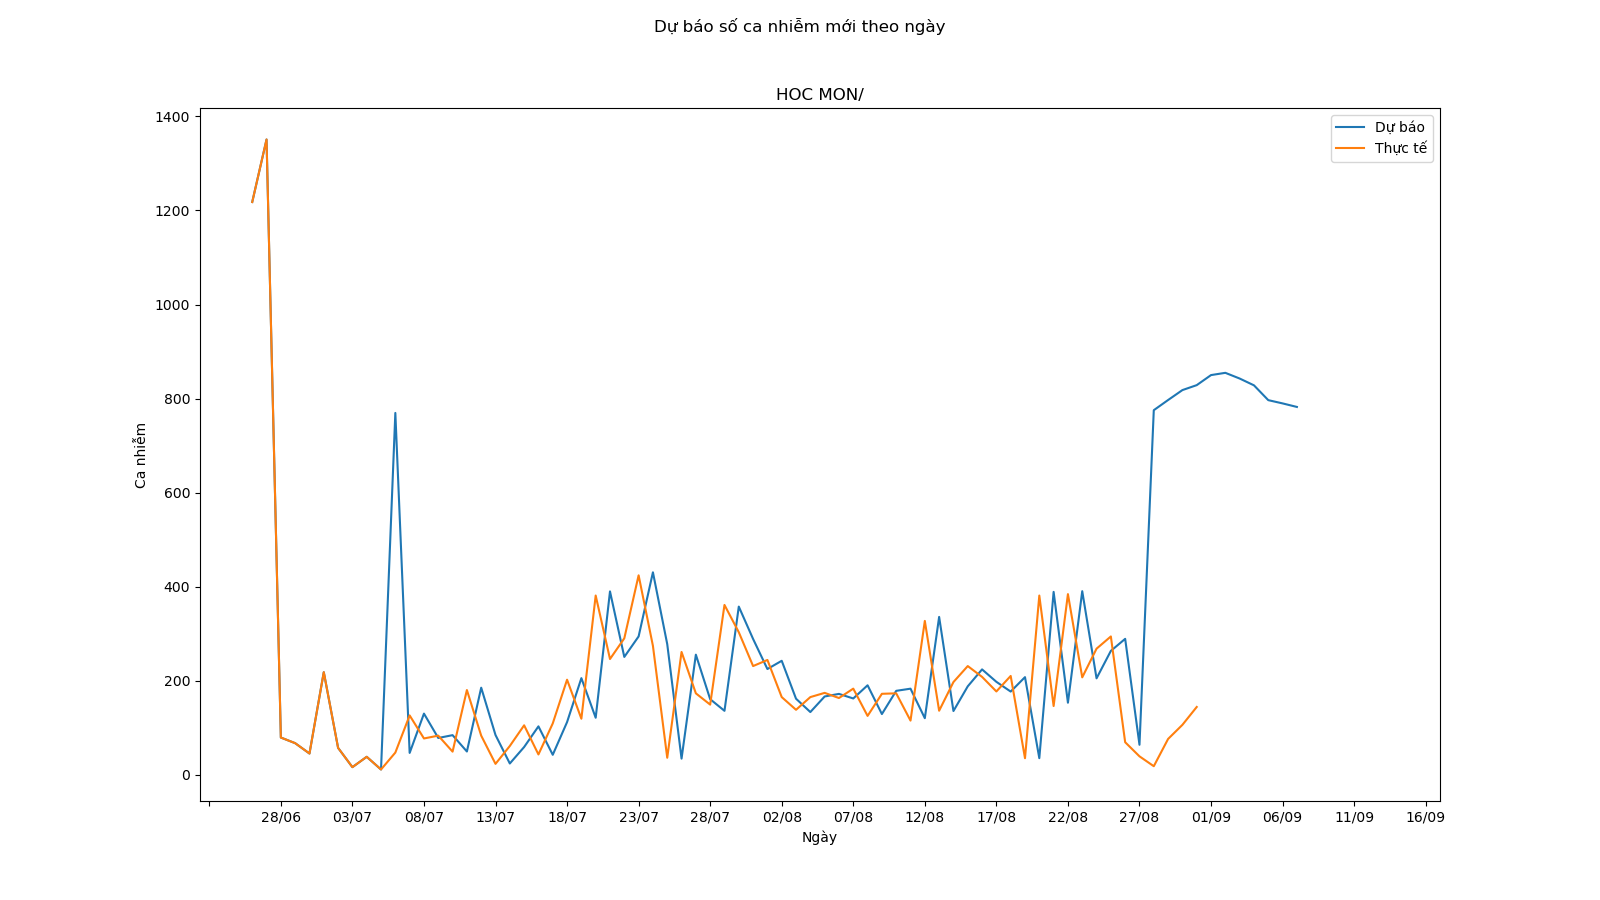 Dự báo số ca nhiễm mới theo ngày
HOC MON/
Dự báo
Thực tế
1400
1200
1000
800
600
400
200
0
Ca nhiễm
28/06 03/07 08/07 13/07 18/07 23/07 28/07 02/08 07/08 12/08 17/08 22/08 27/08 01/09 06/09 11/09 16/09
Ngày